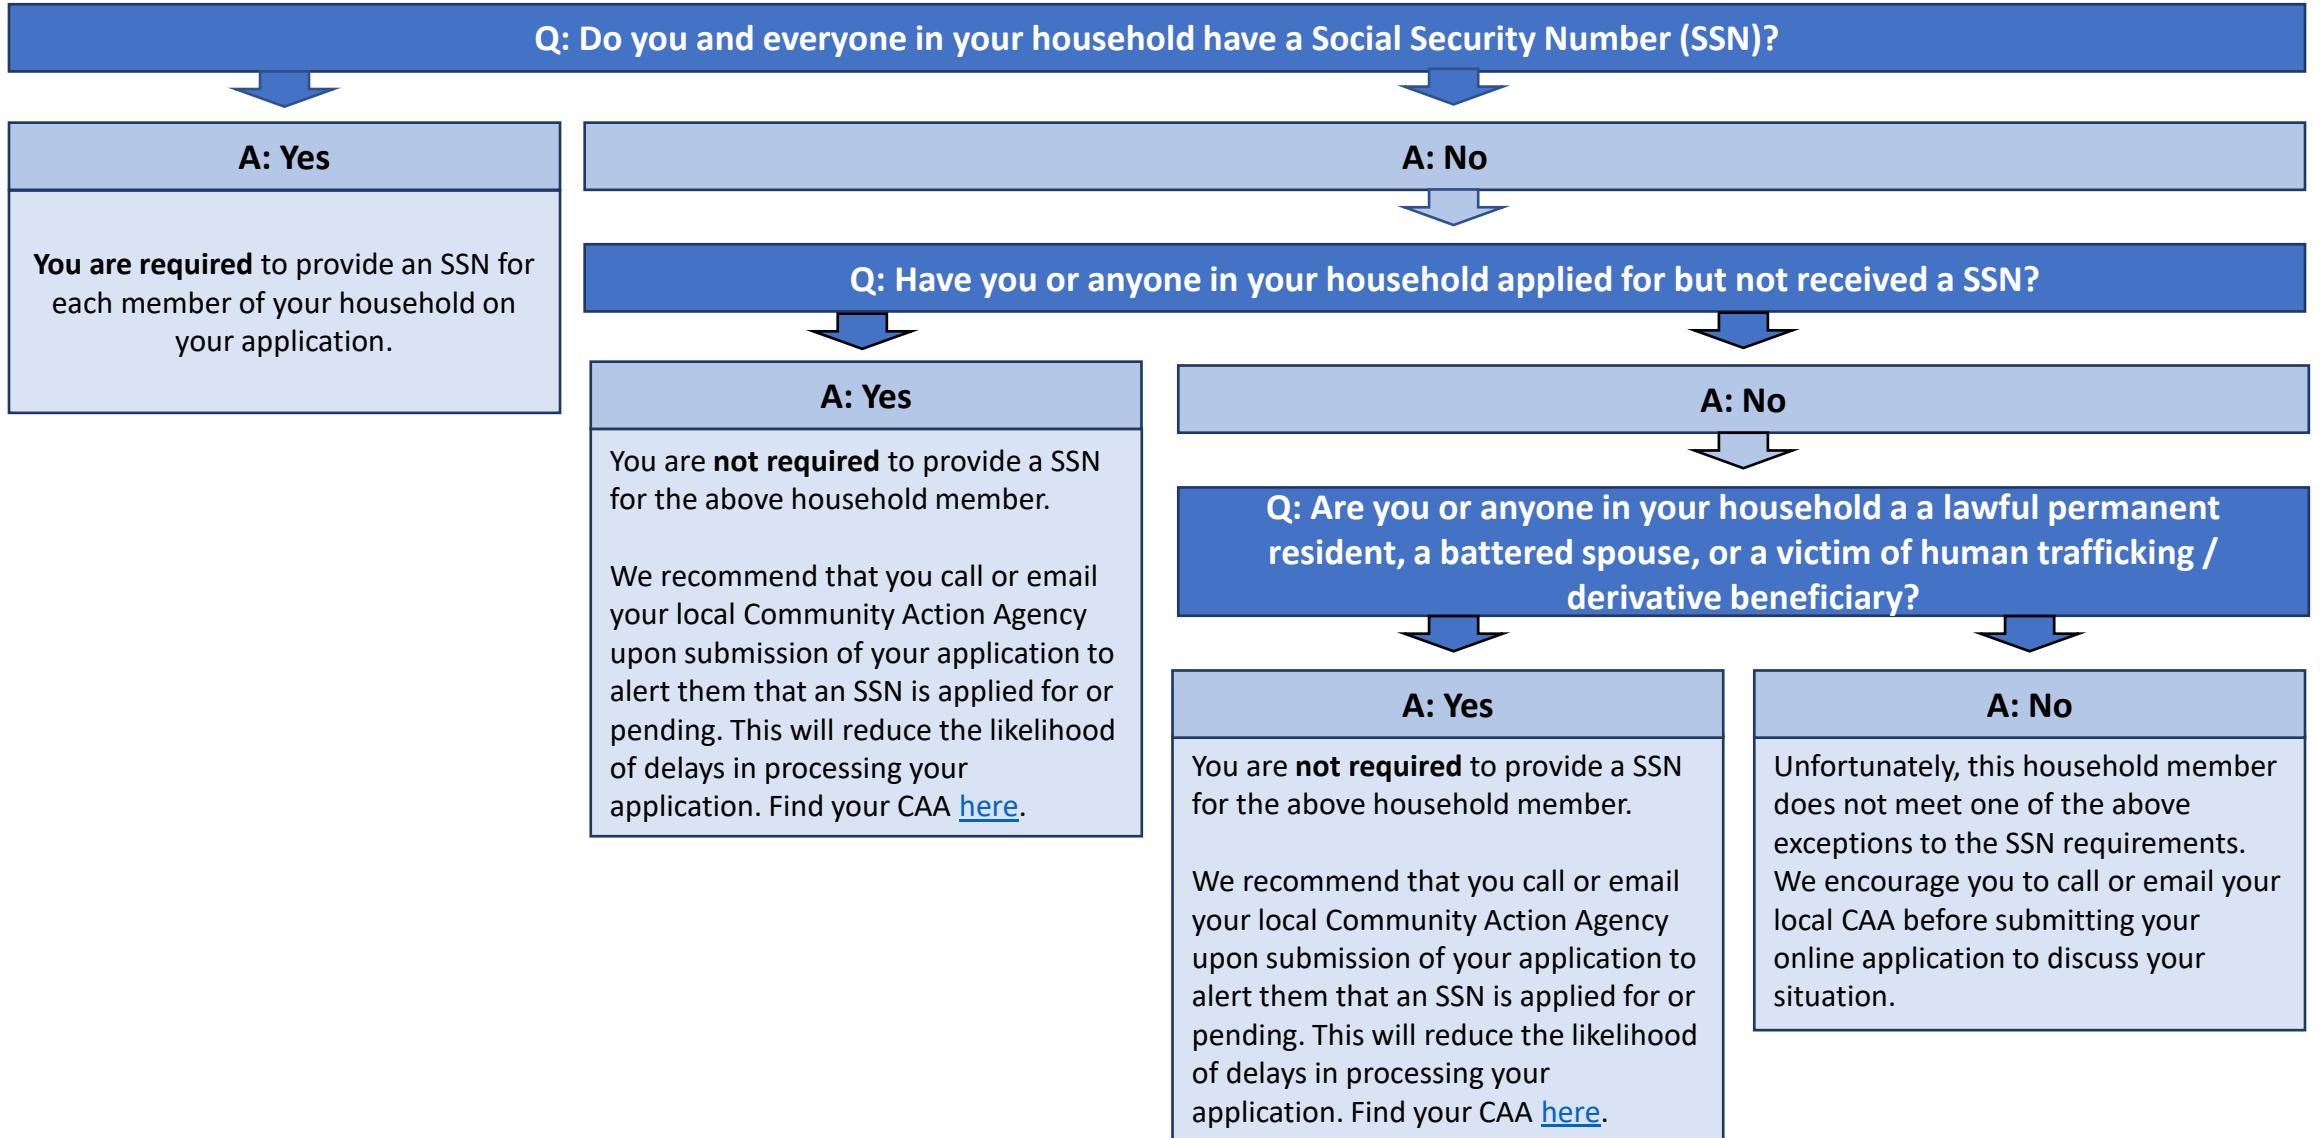 Q: Do you and everyone in your household have a Social Security Number (SSN)?
A: Yes
You are required to provide an SSN for
each member of your household on
your application.
A: No
Q: Have you or anyone in your household applied for but not received a SSN?
A: Yes
You are not required to provide a SSN
for the above household member.
We recommend that you call or email
your local Community Action Agency
upon submission of your application to
alert them that an SSN is applied for or
pending. This will reduce the likelihood
of delays in processing your
application. Find your CAA here.
A: No
Q: Are you or anyone in your household a a lawful permanent
resident, a battered spouse, or a victim of human trafficking /
derivative beneficiary?
A: Yes
You are not required to provide a SSN
for the above household member.
We recommend that you call or email
your local Community Action Agency
upon submission of your application to
alert them that an SSN is applied for or
pending. This will reduce the likelihood
of delays in processing your
application. Find your CAA here.
A: No
Unfortunately, this household member
does not meet one of the above
exceptions to the SSN requirements.
We encourage you to call or email your
local CAA before submitting your
online application to discuss your
situation.